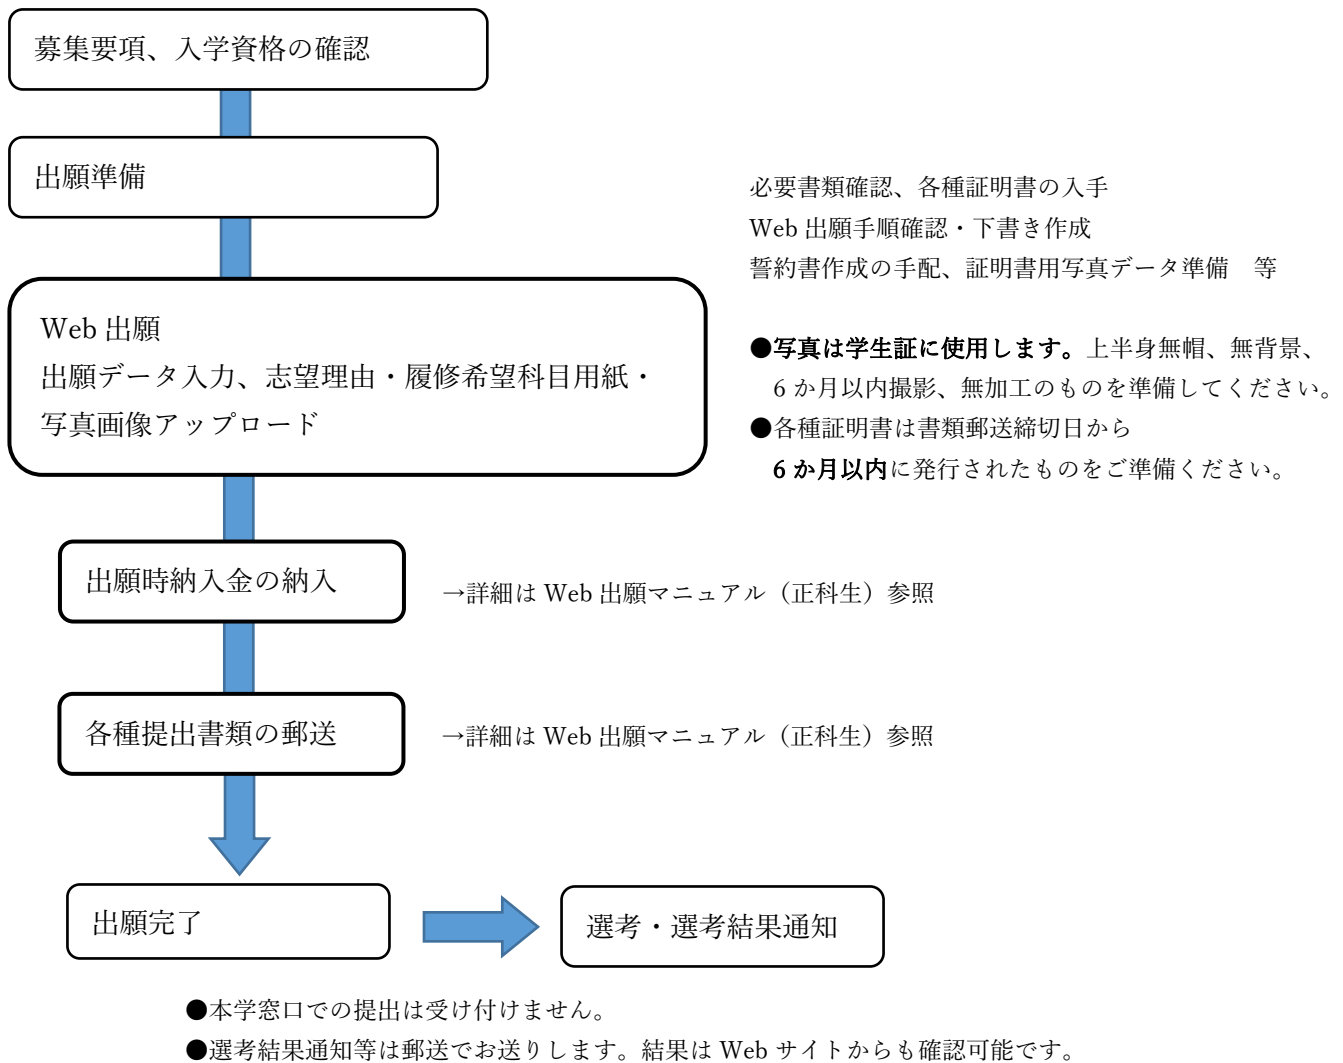 募集要項、入学資格の確認
出願準備
必要書類確認、各種証明書の入手
Web 出願手順確認・下書き作成
誓約書作成の手配、証明書用写真データ準備　等
Web 出願
出願データ入力、志望理由・履修希望科目用紙・
写真画像アップロード
●写真は学生証に使用します。上半身無帽、無背景、
6 か月以内撮影、無加工のものを準備してください。
●各種証明書は書類郵送締切日から
6 か月以内に発行されたものをご準備ください。
出願時納入金の納入
→詳細は Web 出願マニュアル（正科生）参照
各種提出書類の郵送
→詳細は Web 出願マニュアル（正科生）参照
出願完了
選考・選考結果通知
●本学窓口での提出は受け付けません。
●選考結果通知等は郵送でお送りします。結果は Web サイトからも確認可能です。